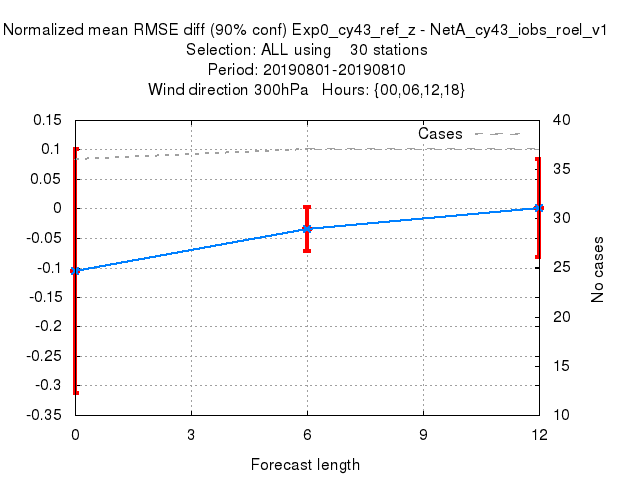 Normalized mean RMSE diff (90% conf) Exp0_cy43_ref_z - NetA_cy43_iobs_roel_v1
Selection: ALL using 30 stations
Period: 20190801-20190810
Wind direction 300hPa Hours: {00,06,12,18}
Cases
0.15
0.1
0.05
0
-0.05
-0.1
-0.15
-0.2
-0.25
-0.3
-0.35
40
35
30
25
20
15
10
No cases
0 3 6 9 12
Forecast length